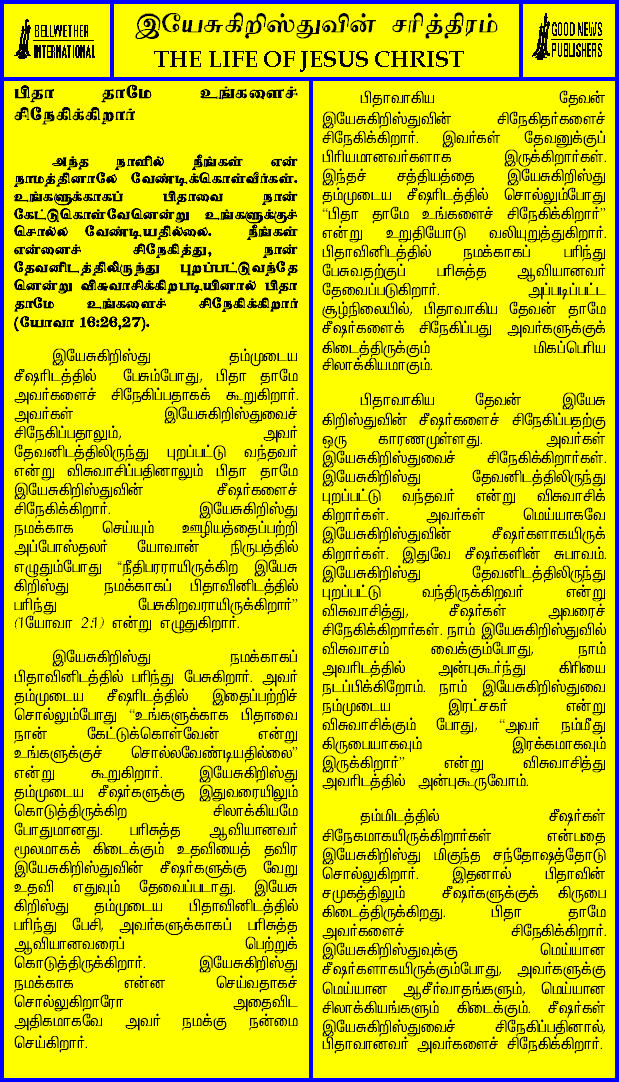 BELLWETHER
INTERNATIONAL
இயேசுகிறிஸ்துவின் சரித்திரம்
THE LIFE OF JESUS CHRIST
GOOD NEWS
PUBLISHERS
பிதா தாமே உங்களைச்
சிநேகிக்கிறார்
அந்த நாளில் நீங்கள் என்
நாமத்தினாலே வேண்டிக்கொள்வீர்கள்.
உங்களுக்காகப் பிதாவை நான்
கேட்டுகொள்வேனென்று உங்களுக்குச்
சொல்ல வேண்டியதில்லை. நீங்கள்
என்னைச் சிநேகித்து, நான்
தேவனிடத்திலிருந்து புறப்பட்டுவந்தே
னென்று விசுவாசிக்கிறபடியினால் பிதா
தாமே உங்களைச் சிநேகிக்கிறார்
(யோவா 16:26,27).
இயேசுகிறிஸ்து தம்முடைய
சீஷரிடத்தில் பேசும்போது, பிதா தாமே
அவர்களைச் சிநேகிப்பதாகக் கூறுகிறார்.
அவர்கள் இயேசுகிறிஸ்துவைச்
சிநேகிப்பதாலும், அவர்
தேவனிடத்திலிருந்து புறப்பட்டு வந்தவர்
என்று விசுவாசிப்பதினாலும் பிதா தாமே
இயேசுகிறிஸ்துவின் சீஷர்களைச்
சிநேகிக்கிறார். இயேசுகிறிஸ்து
நமக்காக செய்யும் ஊழியத்தைப்பற்றி
அப்போஸ்தலர் யோவான் நிருபத்தில்
எழுதும்போது “நீதிபரராயிருக்கிற இயேசு
கிறிஸ்து நமக்காகப் பிதாவினிடத்தில்
பரிந்து பேசுகிறவராயிருக்கிறார்”
(1யோவா 2:1) என்று எழுதுகிறார்.
இயேசுகிறிஸ்து நமக்காகப்
பிதாவினிடத்தில் பரிந்து பேசுகிறார். அவர்
தம்முடைய சீஷரிடத்தில் இதைப்பற்றிச்
சொல்லும்போது “உங்களுக்காக பிதாவை
நான் கேட்டுக்கொள்வேன் என்று
உங்களுக்குச் சொல்லவேண்டியதில்லை”
என்று கூறுகிறார். இயேசுகிறிஸ்து
தம்முடைய சீஷர்களுக்கு இதுவரையிலும்
கொடுத்திருக்கிற சிலாக்கியமே
போதுமானது. பரிசுத்த ஆவியானவர்
மூலமாகக் கிடைக்கும் உதவியைத் தவிர
இயேசுகிறிஸ்துவின் சீஷர்களுக்கு வேறு
உதவி எதுவும் தேவைப்படாது. இயேசு
கிறிஸ்து தம்முடைய பிதாவினிடத்தில்
பரிந்து பேசி, அவர்களுக்காகப் பரிசுத்த
ஆவியானவரைப் பெற்றுக்
கொடுத்திருக்கிறார். இயேசுகிறிஸ்து
நமக்காக என்ன செய்வதாகச்
சொல்லுகிறாரோ அதைவிட
அதிகமாகவே அவர் நமக்கு நன்மை
செய்கிறார்.
பிதாவாகிய தேவன்
இயேசுகிறிஸ்துவின் சிநேகிதர்களைச்
சிநேகிக்கிறார். இவர்கள் தேவனுக்குப்
பிரியமானவர்களாக இருக்கிறார்கள்.
இந்தச் சத்தியத்தை இயேசுகிறிஸ்து
தம்முடைய சீஷரிடத்தில் சொல்லும்போது
“பிதா தாமே உங்களைச் சிநேகிக்கிறார்”
என்று உறுதியோடு வலியுறுத்துகிறார்.
பிதாவினிடத்தில் நமக்காகப் பரிந்து
பேசுவதற்குப் பரிசுத்த ஆவியானவர்
தேவைப்படுகிறார். அப்படிப்பட்ட
சூழ்நிலையில், பிதாவாகிய தேவன் தாமே
சீஷர்களைக் சிநேகிப்பது அவர்களுக்குக்
கிடைத்திருக்கும் மிகப்பெரிய
சிலாக்கியமாகும்.
பிதாவாகிய தேவன் இயேசு
கிறிஸ்துவின் சீஷர்களைச் சிநேகிப்பதற்கு
ஒரு காரணமுள்ளது. அவர்கள்
இயேசுகிறிஸ்துவைச் சிநேகிக்கிறார்கள்.
இயேசுகிறிஸ்து தேவனிடத்திலிருந்து
புறப்பட்டு வந்தவர் என்று விசுவாசிக்
கிறார்கள். அவர்கள் மெய்யாகவே
இயேசுகிறிஸ்துவின் சீஷர்களாகயிருக்
கிறார்கள். இதுவே சீஷர்களின் சுபாவம்.
இயேசுகிறிஸ்து தேவனிடத்திலிருந்து
புறப்பட்டு வந்திருக்கிறவர் என்று
விசுவாசித்து, சீஷர்கள் அவரைச்
சிநேகிக்கிறார்கள். நாம் இயேசுகிறிஸ்துவில்
விசுவாசம் வைக்கும்போது, நாம்
அவரிடத்தில் அன்புகூர்ந்து கிரியை
நடப்பிக்கிறோம். நாம் இயேசுகிறிஸ்துவை
நம்முடைய இரட்சகர் என்று
விசுவாசிக்கும் போது, “அவர் நம்மீது
கிருபையாகவும் இரக்கமாகவும்
இருக்கிறார்” என்று விசுவாசித்து
அவரிடத்தில் அன்புகூருவோம்.
தம்மிடத்தில் சீஷர்கள்
சிநேகமாகயிருக்கிறார்கள் என்பதை
இயேசுகிறிஸ்து மிகுந்த சந்தோஷத்தோடு
சொல்லுகிறார். இதனால் பிதாவின்
சமுகத்திலும் சீஷர்களுக்குக் கிருபை
கிடைத்திருக்கிறது. பிதா தாமே
அவர்களைச் சிநேகிக்கிறார்.
இயேசுகிறிஸ்துவுக்கு மெய்யான
சீஷர்களாகயிருக்கும்போது, அவர்களுக்கு
மெய்யான ஆசீர்வாதங்களும், மெய்யான
சிலாக்கியங்களும் கிடைக்கும். சீஷர்கள்
இயேசுகிறிஸ்துவைச் சிநேகிப்பதினால்,
பிதாவானவர் அவர்களைச் சிநேகிக்கிறார்.